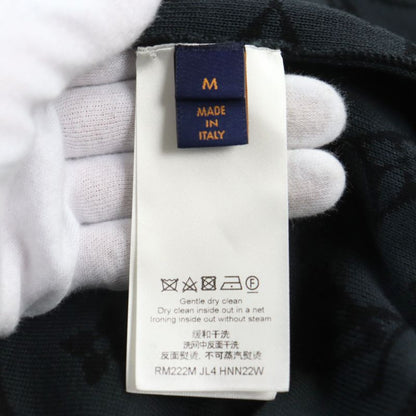 M
MADE
IN
ITALY
Gentle dry clean
Dry clean inside out in a net
Ironing inside out without steam
缓和干洗
洗网中反面干洗
反面熨烫，不可蒸汽熨烫
RM222M JL4 HNN22W